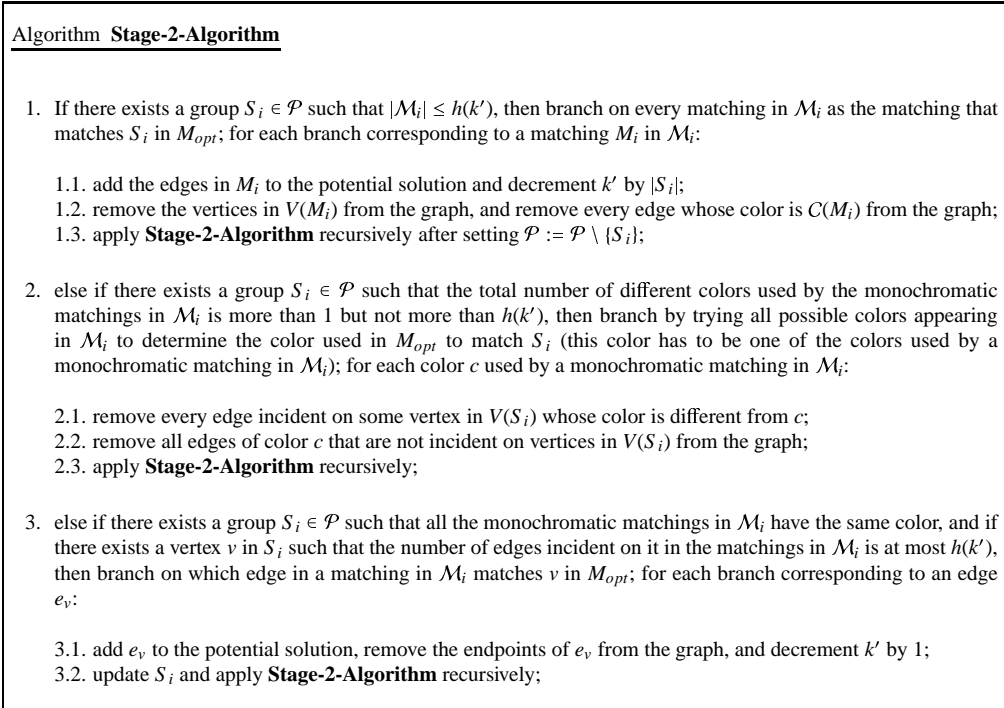 Algorithm Stage-2-Algorithm
1. If there exists a group S_i ∈ 𝒫 such that |ℳ_i| ≤ h(k′), then branch on every matching in ℳ_i as the matching that
matches S_i in M_opt; for each branch corresponding to a matching M_i in ℳ_i:
1.1. add the edges in M_i to the potential solution and decrement k′ by |S_i|;
1.2. remove the vertices in V(M_i) from the graph, and remove every edge whose color is C(M_i) from the graph;
1.3. apply Stage-2-Algorithm recursively after setting 𝒫 := 𝒫 \ {S_i};
2. else if there exists a group S_i ∈ 𝒫 such that the total number of different colors used by the monochromatic
matchings in ℳ_i is more than 1 but not more than h(k′), then branch by trying all possible colors appearing
in ℳ_i to determine the color used in M_opt to match S_i (this color has to be one of the colors used by a
monochromatic matching in ℳ_i); for each color c used by a monochromatic matching in ℳ_i:
2.1. remove every edge incident on some vertex in V(S_i) whose color is different from c;
2.2. remove all edges of color c that are not incident on vertices in V(S_i) from the graph;
2.3. apply Stage-2-Algorithm recursively;
3. else if there exists a group S_i ∈ 𝒫 such that all the monochromatic matchings in ℳ_i have the same color, and if
there exists a vertex v in S_i such that the number of edges incident on it in the matchings in ℳ_i is at most h(k′),
then branch on which edge in a matching in ℳ_i matches v in M_opt; for each branch corresponding to an edge
e_v:
3.1. add e_v to the potential solution, remove the endpoints of e_v from the graph, and decrement k′ by 1;
3.2. update S_i and apply Stage-2-Algorithm recursively;